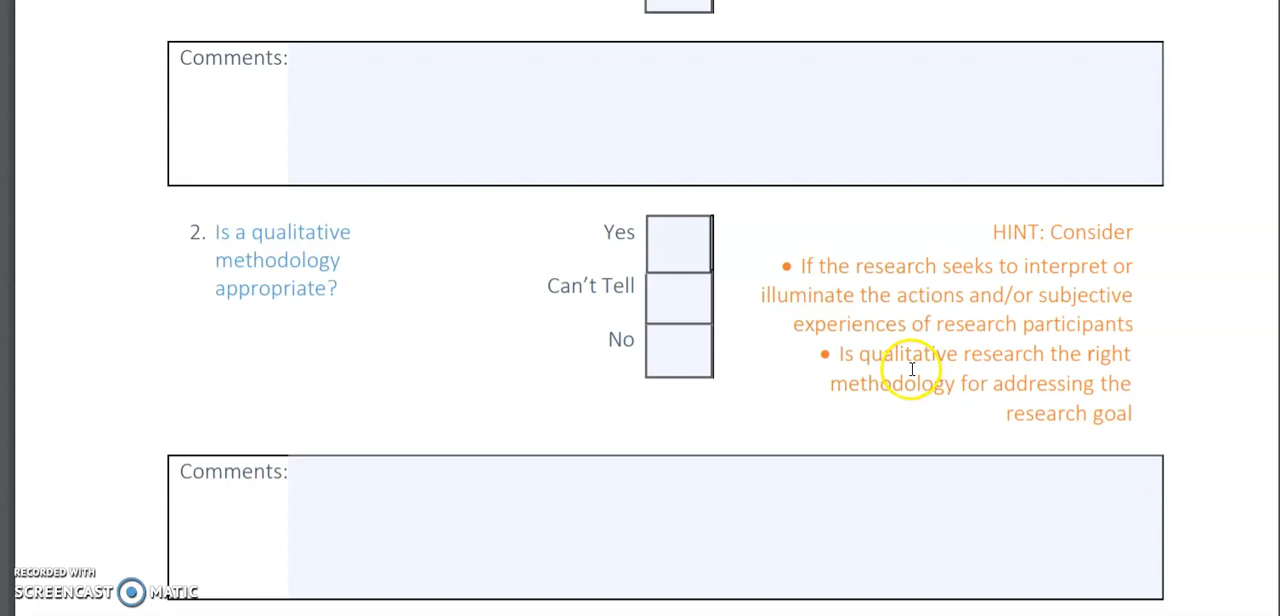 Comments:
2. Is a qualitative
methodology
appropriate?
Yes
Can't Tell
No
HINT: Consider
• If the research seeks to interpret or
illuminate the actions and/or subjective
experiences of research participants
• Is qualitative research the right
methodology for addressing the
research goal
Comments:
RECORDED WITH
SCREENCAST MATIC